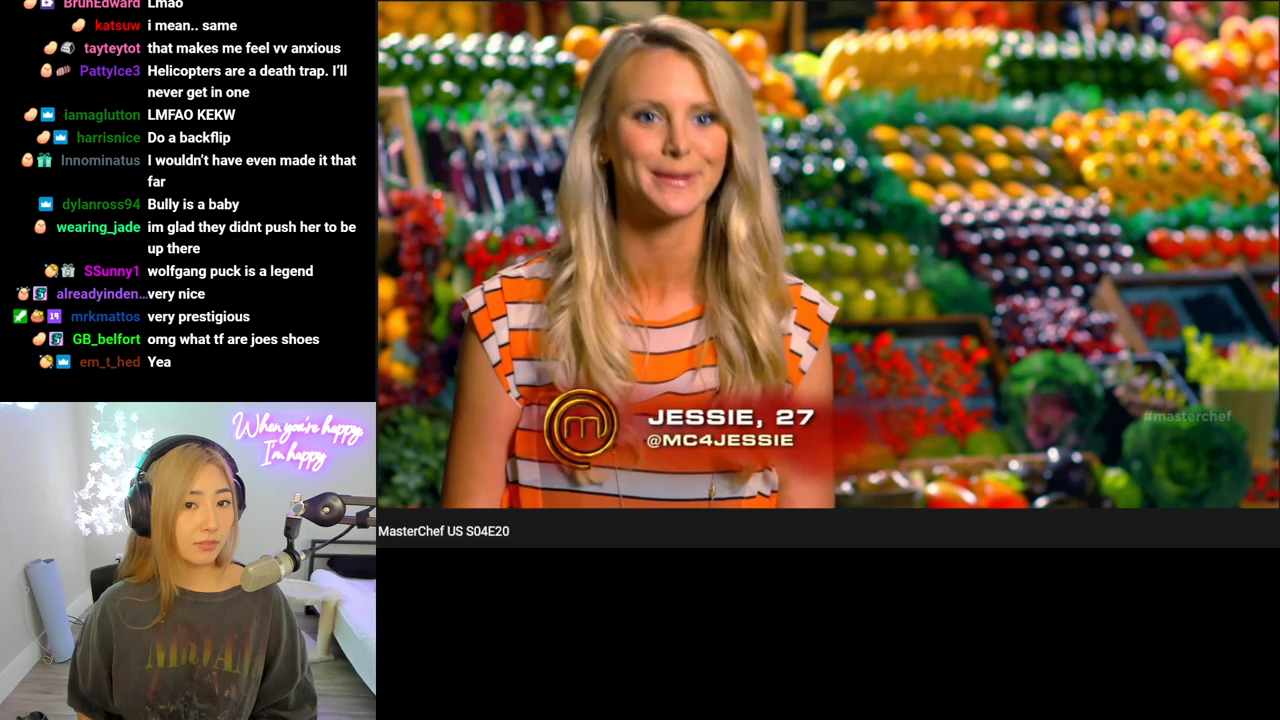 BruhEdward Lmao
katsuw i mean.. same
tayteytot that makes me feel vv anxious
PattyIce3 Helicopters are a death trap. I'll
never get in one
iamaglutton LMFAO KEKW
harrisnice Do a backflip
Innominatus I wouldn't have even made it that
far
dylanross94 Bully is a baby
wearing_jade im glad they didnt push her to be
up there
SSunny1 wolfgang puck is a legend
alreadyinden… very nice
mrkmattos very prestigious
GB_belfort omg what tf are joes shoes
em_t_hed Yea
When you're happy
I'm happy
NIRVANA
JESSIE, 27
@MC4JESSIE
#masterchef
MasterChef US S04E20